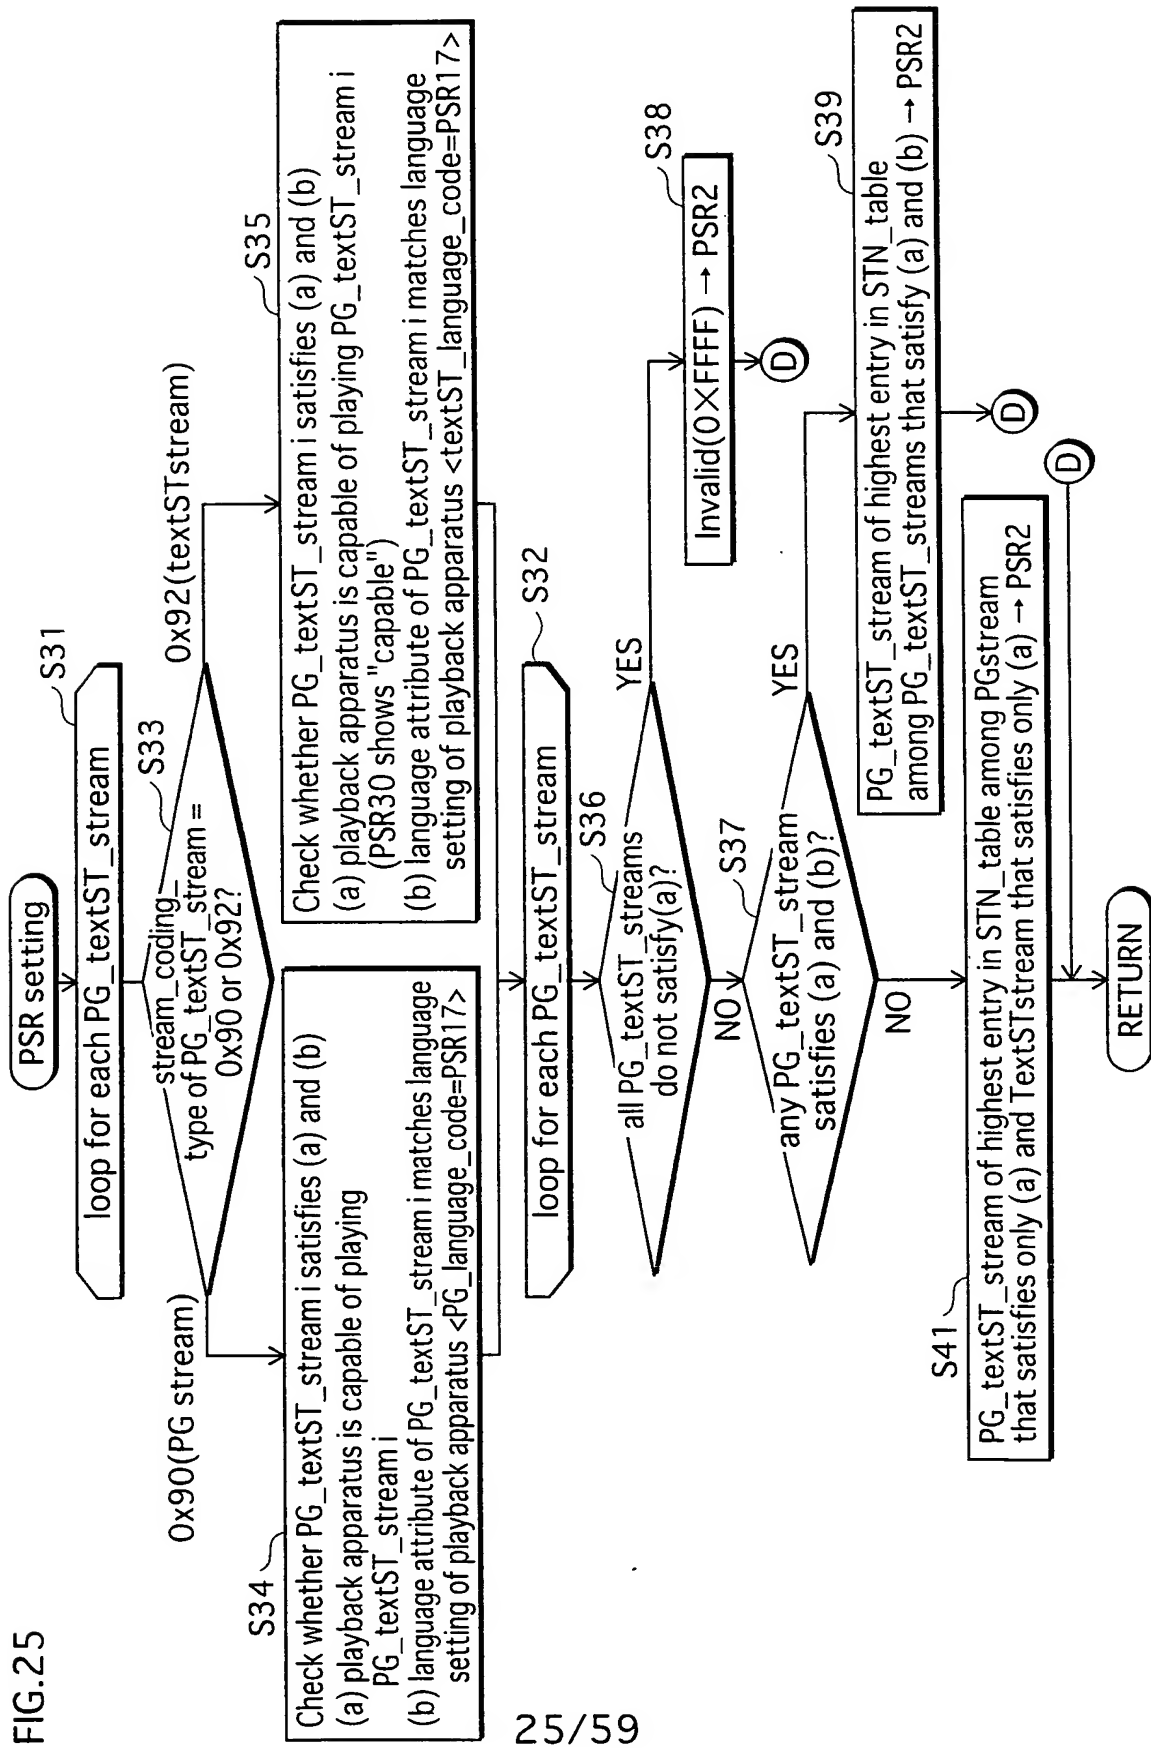 FIG.25
PSR setting
S31
loop for each PG_textST_stream
S33
stream_coding_
type of PG_textST_stream =
0x90 or 0x92?
0x90(PG stream)
0x92(textSTstream)
S34
Check whether PG_textST_stream i satisfies (a) and (b)
(a) playback apparatus is capable of playing
PG_textST_stream i
(b) language attribute of PG_textST_stream i matches language
setting of playback apparatus <PG_language_code=PSR17>
S35
Check whether PG_textST_stream i satisfies (a) and (b)
(a) playback apparatus is capable of playing PG_textST_stream i
(PSR30 shows "capable")
(b) language attribute of PG_textST_stream i matches language
setting of playback apparatus <textST_language_code=PSR17>
S32
loop for each PG_textST_stream
S36
all PG_textST_streams
do not satisfy(a)?
YES
NO
S38
Invalid(0XFFFF) → PSR2
D
S37
any PG_textST_stream
satisfies (a) and (b)?
YES
NO
S39
PG_textST_stream of highest entry in STN_table
among PG_textST_streams that satisfy (a) and (b) → PSR2
D
S41
PG_textST_stream of highest entry in STN_table among PGstream
that satisfies only (a) and TextSTstream that satisfies only (a) → PSR2
D
RETURN
25/59